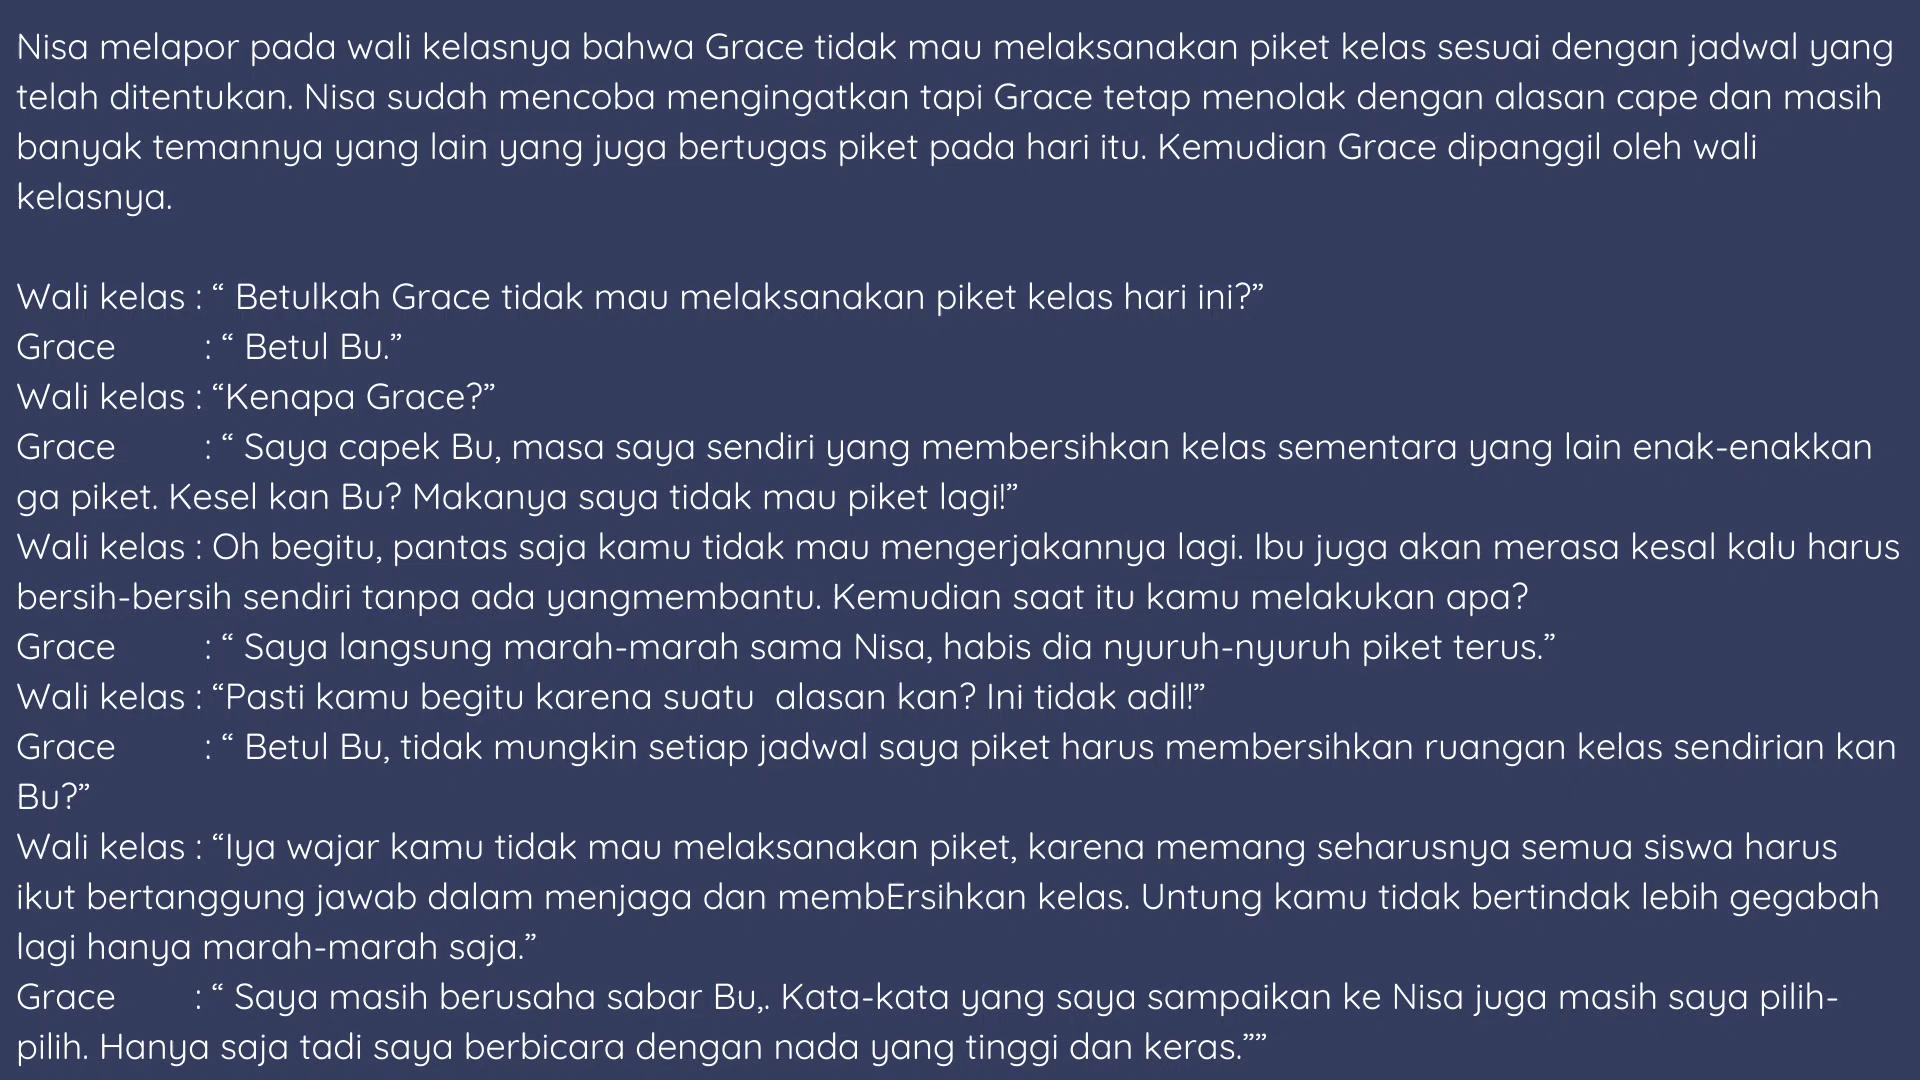 Nisa melapor pada wali kelasnya bahwa Grace tidak mau melaksanakan piket kelas sesuai dengan jadwal yang
telah ditentukan. Nisa sudah mencoba mengingatkan tapi Grace tetap menolak dengan alasan cape dan masih
banyak temannya yang lain yang juga bertugas piket pada hari itu. Kemudian Grace dipanggil oleh wali
kelasnya.
Wali kelas : “ Betulkah Grace tidak mau melaksanakan piket kelas hari ini?”
Grace : “ Betul Bu.”
Wali kelas : “Kenapa Grace?”
Grace : “ Saya capek Bu, masa saya sendiri yang membersihkan kelas sementara yang lain enak-enakkan
ga piket. Kesel kan Bu? Makanya saya tidak mau piket lagi!”
Wali kelas : Oh begitu, pantas saja kamu tidak mau mengerjakannya lagi. Ibu juga akan merasa kesal kalu harus
bersih-bersih sendiri tanpa ada yangmembantu. Kemudian saat itu kamu melakukan apa?
Grace : “ Saya langsung marah-marah sama Nisa, habis dia nyuruh-nyuruh piket terus.”
Wali kelas : “Pasti kamu begitu karena suatu  alasan kan? Ini tidak adil!”
Grace : “ Betul Bu, tidak mungkin setiap jadwal saya piket harus membersihkan ruangan kelas sendirian kan
Bu?”
Wali kelas : “Iya wajar kamu tidak mau melaksanakan piket, karena memang seharusnya semua siswa harus
ikut bertanggung jawab dalam menjaga dan membErsihkan kelas. Untung kamu tidak bertindak lebih gegabah
lagi hanya marah-marah saja.”
Grace : “ Saya masih berusaha sabar Bu,. Kata-kata yang saya sampaikan ke Nisa juga masih saya pilih-
pilih. Hanya saja tadi saya berbicara dengan nada yang tinggi dan keras.””